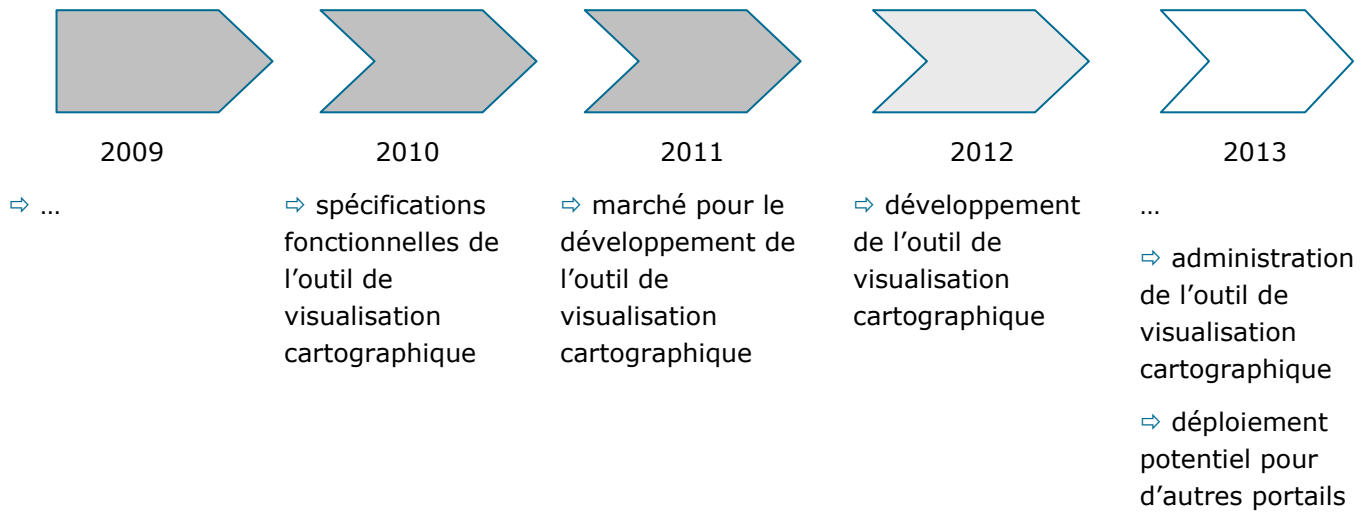 2009
2010
2011
2012
2013
⇨ …
⇨ spécifications
fonctionnelles de
l’outil de
visualisation
cartographique
⇨ marché pour le
développement de
l’outil de
visualisation
cartographique
⇨ développement
de l’outil de
visualisation
cartographique
…
⇨ administration
de l’outil de
visualisation
cartographique
⇨ déploiement
potentiel pour
d’autres portails